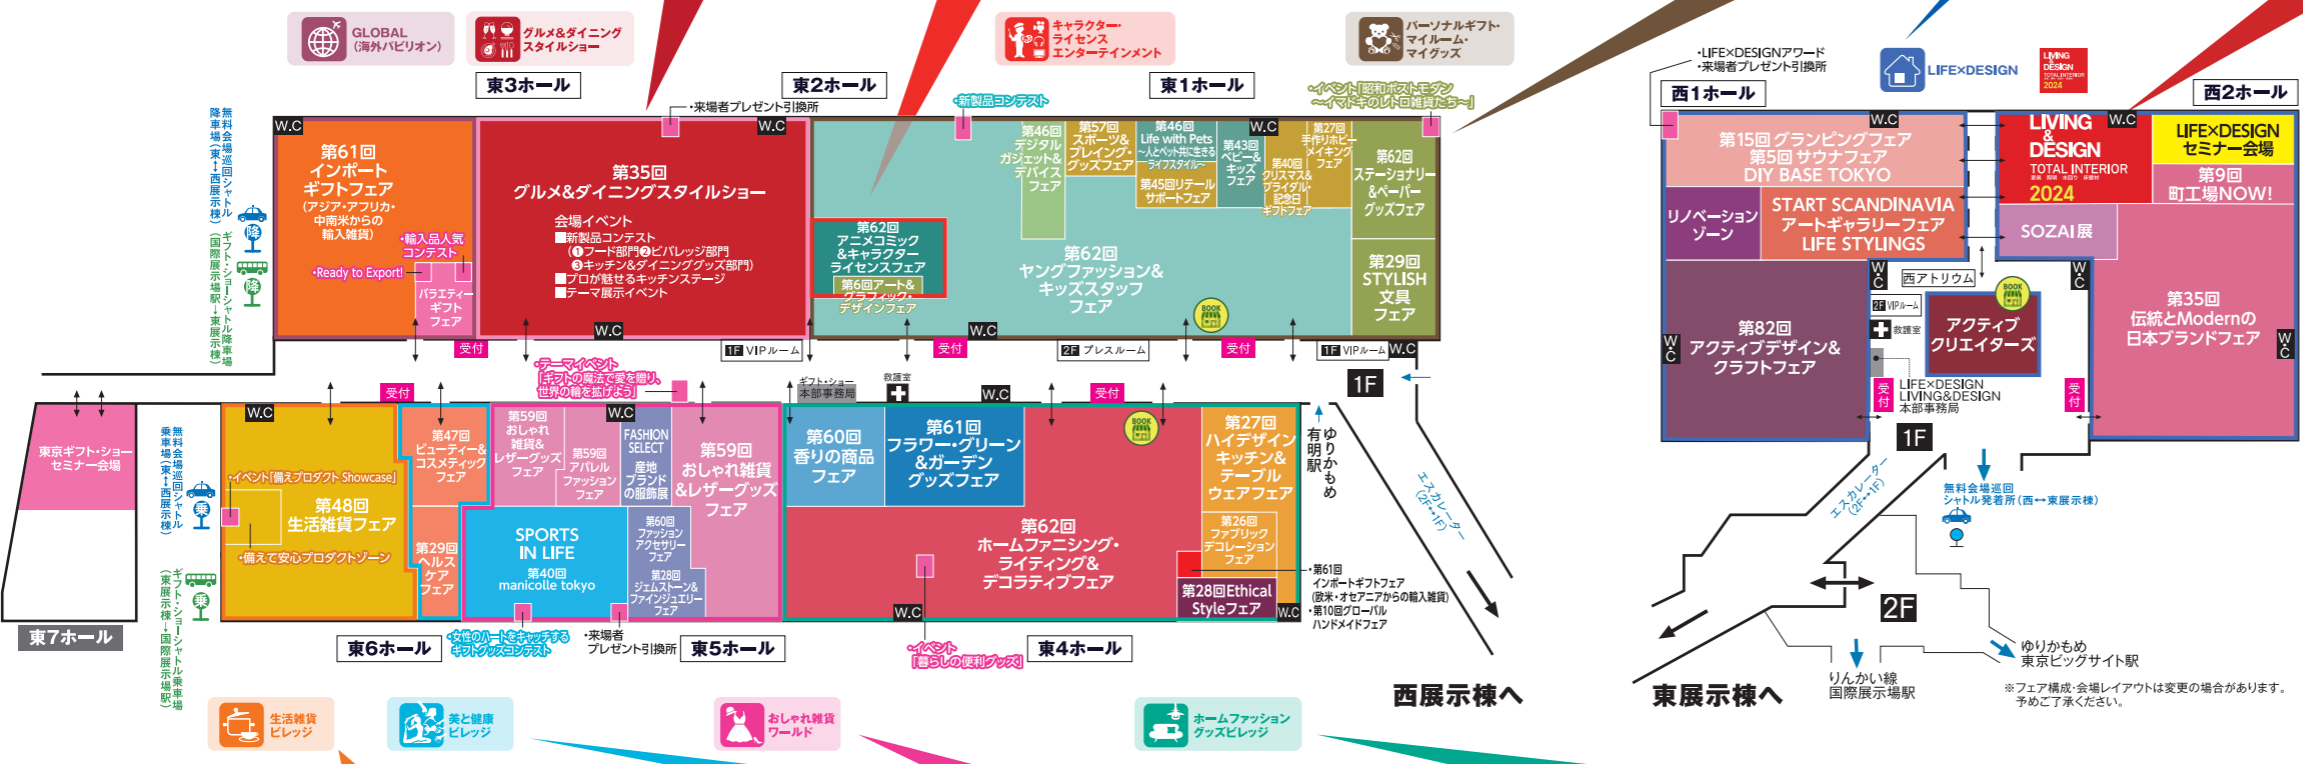 GLOBAL
（海外パビリオン）
グルメ&ダイニング
スタイルショー
キャラクター・
ライセンス
エンターテインメント
パーソナルギフト・
マイルーム・
マイグッズ
東3ホール
東2ホール
東1ホール
・来場者プレゼント引換所
・新製品コンテスト
・イベント「昭和ポストモダン
〜イマドキのレトロ雑貨たち〜」
無料会場巡回シャトル
降車場（東↔西展示棟）
降
ギフト・ショーシャトル降車場
（国際展示場駅→東展示棟）
降
W.C
第61回
インポート
ギフトフェア
（アジア・アフリカ・
中南米からの
輸入雑貨）
・輸入品人気
コンテスト
・Ready to Export!
バラエティー
ギフト
フェア
W.C
第35回
グルメ&ダイニングスタイルショー
会場イベント
■新製品コンテスト
（❶フード部門❷ビバレッジ部門
❸キッチン&ダイニンググッズ部門）
■プロが魅せるキッチンステージ
■テーマ展示イベント
W.C
第62回
アニメコミック
&キャラクター
ライセンスフェア
第6回アート&
グラフィック・
デザインフェア
第46回
デジタル
ガジェット&
デバイス
フェア
第57回
スポーツ&
プレイング・
グッズフェア
第46回
Life with Pets
〜人とペット共に生きる
ライフスタイル〜
第45回リテール
サポートフェア
第43回
ベビー&
キッズ
フェア
W.C
第40回
クリスマス&
ブライダル・
記念日
ギフトフェア
第27回
手作りホビー
メイキング
フェア
第62回
ステーショナリー
&ペーパー
グッズフェア
第62回
ヤングファッション&
キッズスタッフ
フェア
第29回
STYLISH
文具
フェア
BOOK
W.C
受付
1F VIPルーム
受付
2F プレスルーム
受付
1F VIPルーム
W.C
・テーマイベント
「ギフトの魔法で愛を贈り、
世界の輪を拡げよう」
ギフト・ショー
本部事務局
救護室
W.C
受付
受付
1F
東京ギフト・ショー
セミナー会場
東7ホール
無料会場巡回シャトル
乗車場（東↔西展示棟）
乗
ギフト・ショーシャトル乗車場
（東展示棟→国際展示場駅）
乗
W.C
・イベント「備えプロダクト Showcase」
第48回
生活雑貨フェア
・備えて安心プロダクトゾーン
第47回
ビューティー&
コスメティック
フェア
第29回
ヘルス
ケア
フェア
第59回
おしゃれ
雑貨&
レザーグッズ
フェア
第59回
アパレル
ファッション
フェア
W.C
FASHION
SELECT
産地
ブランド
の服飾展
第59回
おしゃれ雑貨
&レザーグッズ
フェア
SPORTS
IN LIFE
第40回
manicolle tokyo
第60回
ファッション
アクセサリー
フェア
第28回
ジェムストーン&
ファインジュエリー
フェア
第60回
香りの商品
フェア
第61回
フラワー・グリーン
&ガーデン
グッズフェア
BOOK
第27回
ハイデザイン
キッチン&
テーブル
ウェアフェア
第62回
ホームファニシング・
ライティング&
デコラティブフェア
第26回
ファブリック
デコレーション
フェア
第28回Ethical
Styleフェア
W.C
W.C
・第61回
インポートギフトフェア
（欧米・オセアニアからの輸入雑貨）
・第10回グローバル
ハンドメイドフェア
ゆりかもめ
有明駅
エスカレーター
（2F↔1F）
東6ホール
・女性のハートをキャッチする
ギフトグッズコンテスト
・来場者
プレゼント引換所
東5ホール
・イベント
「暮らしの便利グッズ」
東4ホール
西展示棟へ
生活雑貨
ビレッジ
美と健康
ビレッジ
おしゃれ雑貨
ワールド
ホームファッション
グッズビレッジ
・LIFE×DESIGNアワード
・来場者プレゼント引換所
LIFE×DESIGN
LIVING
&
DESIGN
TOTAL INTERIOR
2024
西1ホール
西2ホール
W.C
第15回 グランピングフェア
第5回 サウナフェア
DIY BASE TOKYO
リノベーション
ゾーン
START SCANDINAVIA
アートギャラリーフェア
LIFE STYLINGS
第82回
アクティブデザイン&
クラフトフェア
W.C
W.C
LIVING
&
DESIGN
TOTAL INTERIOR
2024
W.C
LIFE×DESIGN
セミナー会場
第9回
町工場NOW!
SOZAI展
西アトリウム
2F VIPルーム
救護室
BOOK
アクティブ
クリエイターズ
W.C
第35回
伝統とModernの
日本ブランドフェア
W.C
受付
LIFE×DESIGN
LIVING&DESIGN
本部事務局
受付
1F
エスカレーター
（2F↔1F）
無料会場巡回
シャトル発着所（西↔東展示棟）
2F
東展示棟へ
りんかい線
国際展示場駅
ゆりかもめ
東京ビッグサイト駅
※フェア構成・会場レイアウトは変更の場合があります。
予めご了承ください。